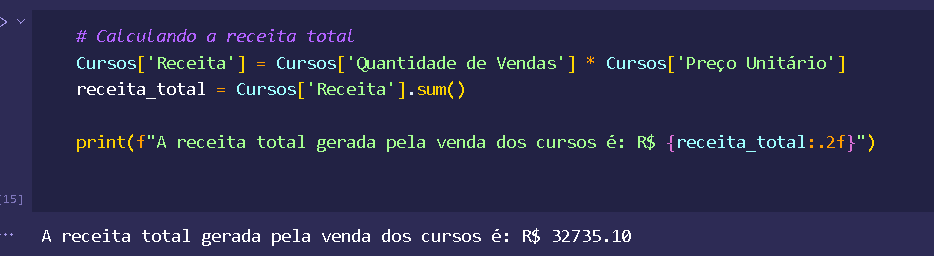 # Calculando a receita total
Cursos['Receita'] = Cursos['Quantidade de Vendas'] * Cursos['Preço Unitário']
receita_total = Cursos['Receita'].sum()
print(f"A receita total gerada pela venda dos cursos é: R$ {receita_total:.2f}")
[15]
A receita total gerada pela venda dos cursos é: R$ 32735.10